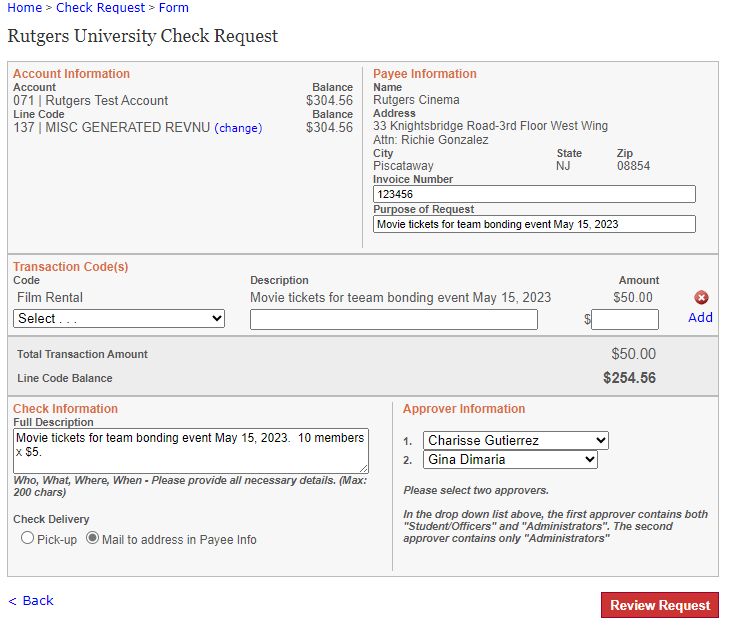 Home > Check Request > Form
Rutgers University Check Request
Account Information
Account Balance
071 | Rutgers Test Account $304.56
Line Code Balance
137 | MISC GENERATED REVNU (change) $304.56
Payee Information
Name
Rutgers Cinema
Address
33 Knightsbridge Road-3rd Floor West Wing
Attn: Richie Gonzalez
City State Zip
Piscataway NJ 08854
Invoice Number
123456
Purpose of Request
Movie tickets for team bonding event May 15, 2023
Transaction Code(s)
Code Description Amount
Film Rental Movie tickets for teeam bonding event May 15, 2023 $50.00
Select . . . $ Add
Total Transaction Amount $50.00
Line Code Balance $254.56
Check Information
Full Description
Movie tickets for team bonding event May 15, 2023. 10 members
x $5.
Who, What, Where, When - Please provide all necessary details. (Max:
200 chars)
Check Delivery
Pick-up Mail to address in Payee Info
Approver Information
1. Charisse Gutierrez
2. Gina Dimaria
Please select two approvers.
In the drop down list above, the first approver contains both
"Student/Officers" and "Administrators". The second
approver contains only "Administrators"
< Back
Review Request